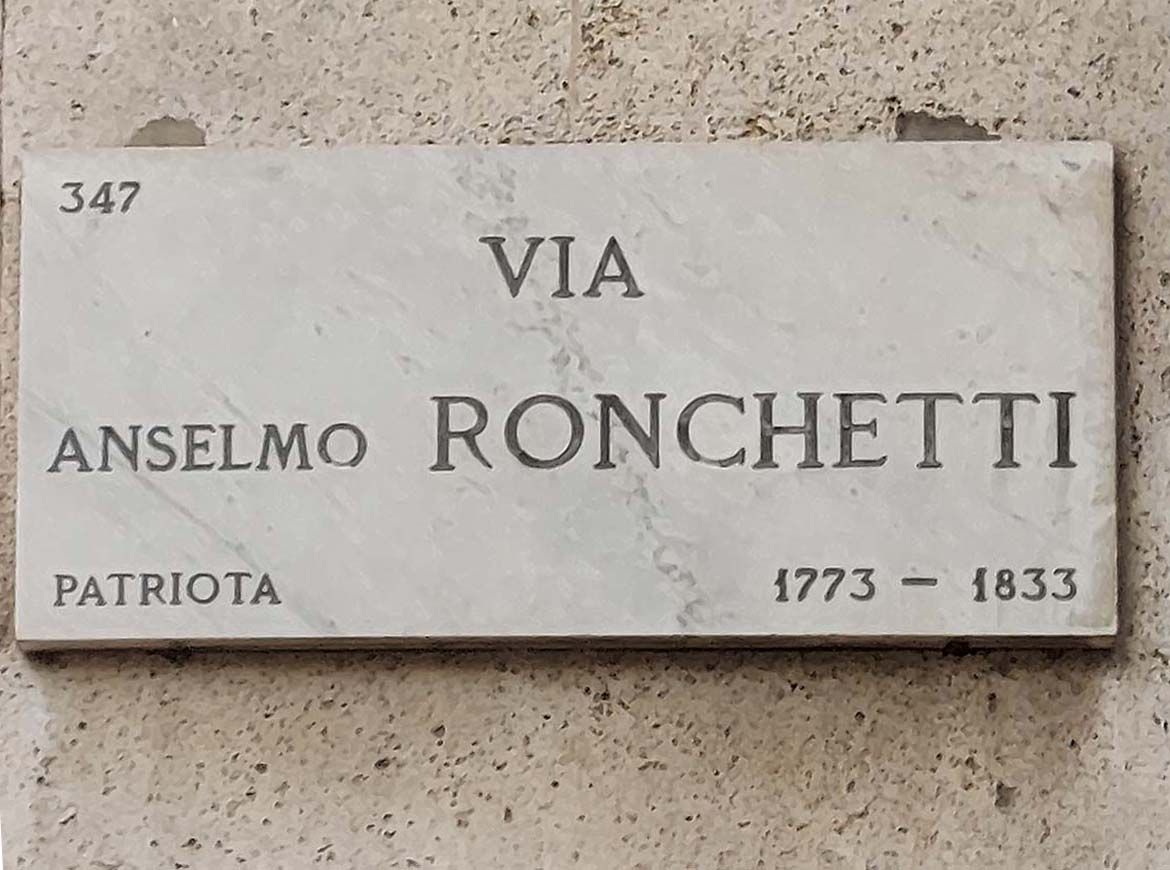 347
VIA
ANSELMO RONCHETTI
PATRIOTA 1773 — 1833